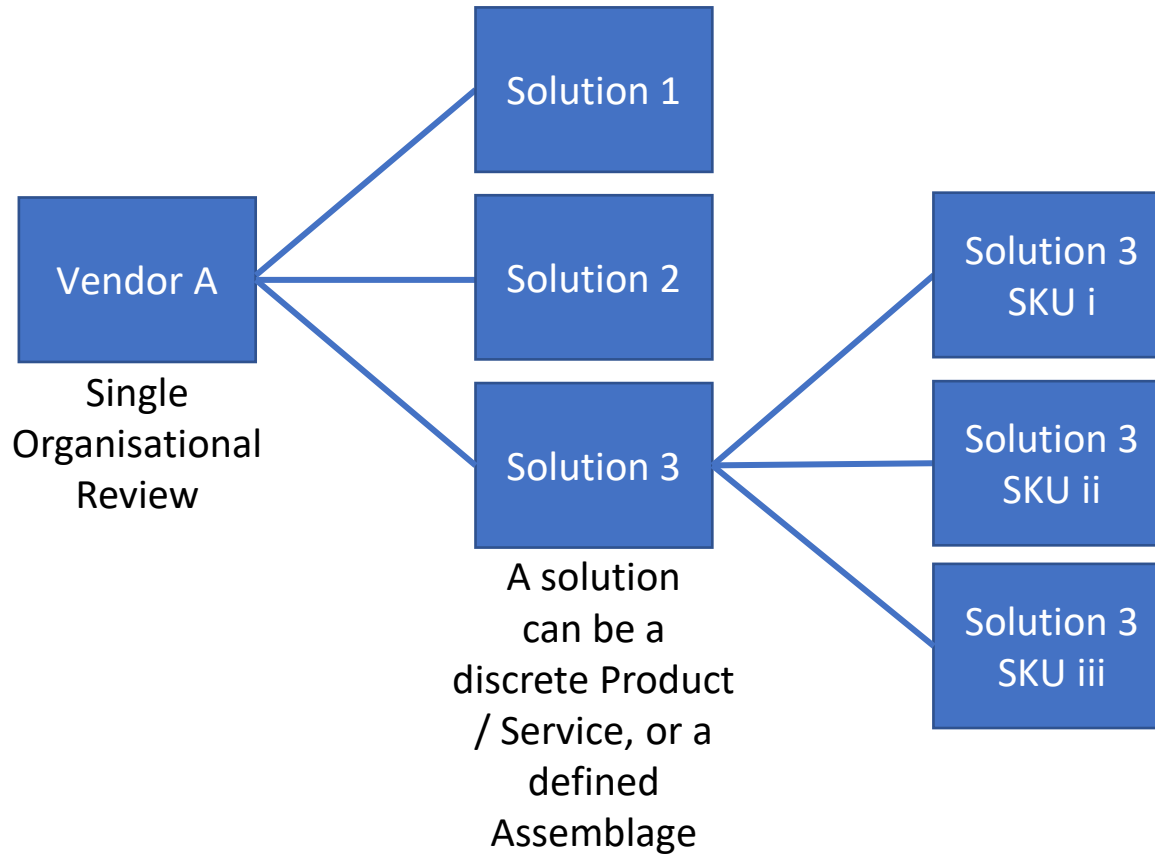 Vendor A
Single
Organisational
Review
Solution 1
Solution 2
Solution 3
A solution
can be a
discrete Product
/ Service, or a
defined
Assemblage
Solution 3
SKU i
Solution 3
SKU ii
Solution 3
SKU iii